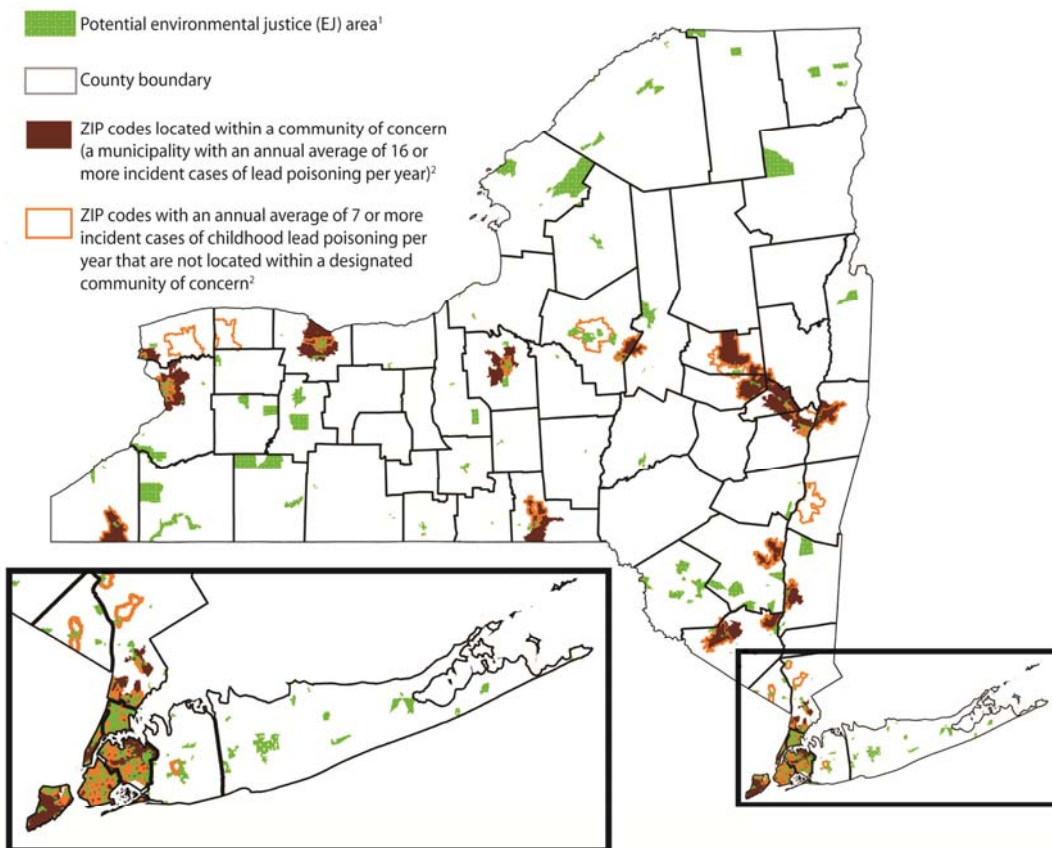 Potential environmental justice (EJ) area¹
County boundary
ZIP codes located within a community of concern
(a municipality with an annual average of 16 or
more incident cases of lead poisoning per year)²
ZIP codes with an annual average of 7 or more
incident cases of childhood lead poisoning per
year that are not located within a designated
community of concern²